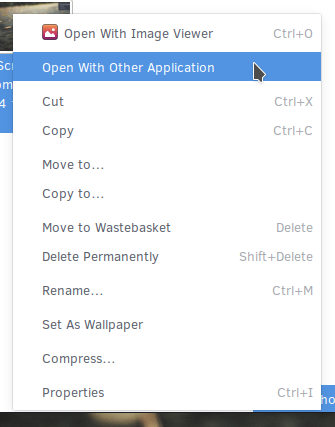 Open With Image Viewer Ctrl+O
Open With Other Application
Cut Ctrl+X
Copy Ctrl+C
Move to...
Copy to...
Move to Wastebasket Delete
Delete Permanently Shift+Delete
Rename... Ctrl+M
Set As Wallpaper
Compress...
Properties Ctrl+I